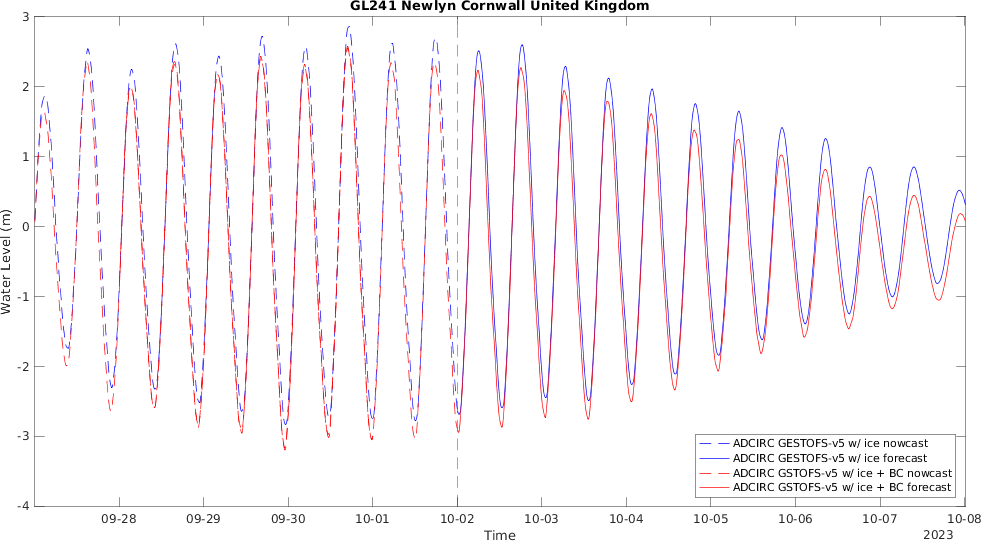 GL241 Newlyn Cornwall United Kingdom
3
2
1
0
-1
-2
-3
-4
Water Level (m)
ADCIRC GESTOFS-v5 w/ ice nowcast
ADCIRC GESTOFS-v5 w/ ice forecast
ADCIRC GSTOFS-v5 w/ ice + BC nowcast
ADCIRC GSTOFS-v5 w/ ice + BC forecast
09-28 09-29 09-30 10-01 10-02 10-03 10-04 10-05 10-06 10-07 10-08
Time
2023